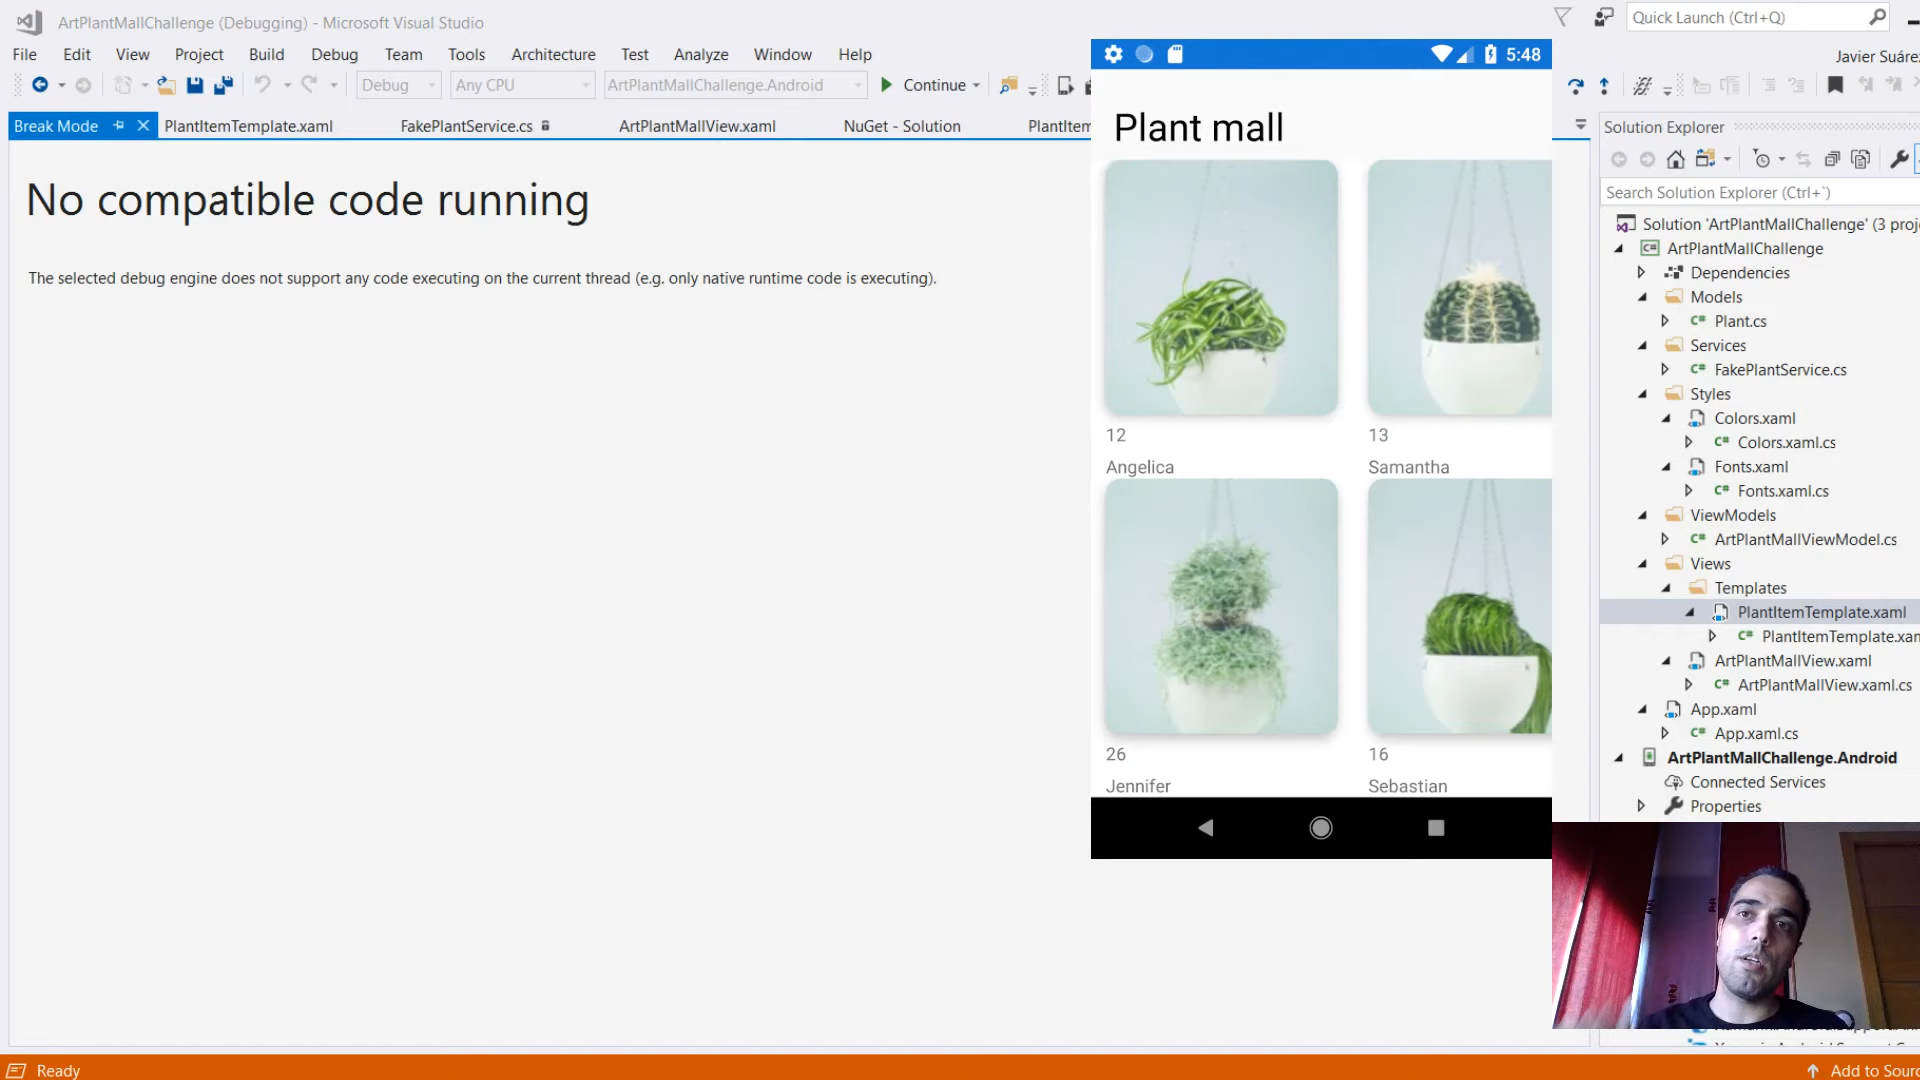 ArtPlantMallChallenge (Debugging) - Microsoft Visual Studio
Quick Launch (Ctrl+Q)
File Edit View Project Build Debug Team Tools Architecture Test Analyze Window Help
Javier Suáre
Debug Any CPU ArtPlantMallChallenge.Android Continue
Break Mode PlantItemTemplate.xaml FakePlantService.cs ArtPlantMallView.xaml NuGet - Solution PlantItem
No compatible code running
The selected debug engine does not support any code executing on the current thread (e.g. only native runtime code is executing).
5:48
Plant mall
12
13
Angelica
Samantha
26
16
Jennifer
Sebastian
Solution Explorer
Search Solution Explorer (Ctrl+`)
Solution 'ArtPlantMallChallenge' (3 proj
C# ArtPlantMallChallenge
Dependencies
Models
C# Plant.cs
Services
C# FakePlantService.cs
Styles
Colors.xaml
C# Colors.xaml.cs
Fonts.xaml
C# Fonts.xaml.cs
ViewModels
C# ArtPlantMallViewModel.cs
Views
Templates
PlantItemTemplate.xaml
C# PlantItemTemplate.xam
ArtPlantMallView.xaml
C# ArtPlantMallView.xaml.cs
App.xaml
C# App.xaml.cs
ArtPlantMallChallenge.Android
Connected Services
Properties
Ready
Add to Sour